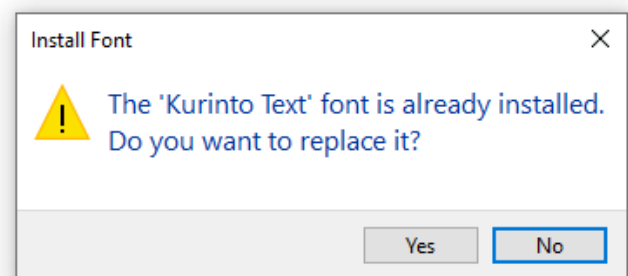 Install Font
The 'Kurinto Text' font is already installed.
Do you want to replace it?
Yes No